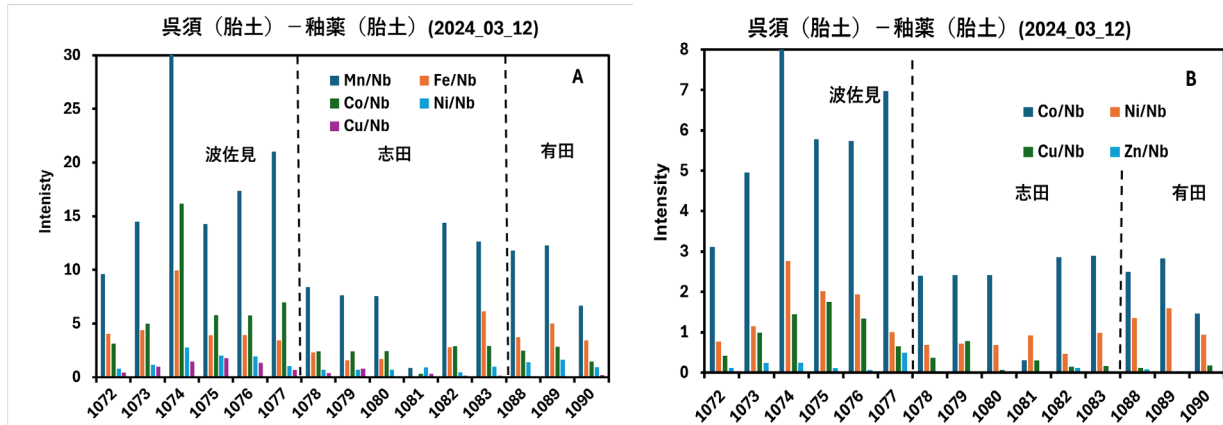 呉須（胎土）－釉薬（胎土）(2024_03_12)
30
25
20
15
10
5
0
Intenisty
A
Mn/Nb
Fe/Nb
Co/Nb
Ni/Nb
Cu/Nb
波佐見
志田
有田
1072
1073
1074
1075
1076
1077
1078
1079
1080
1081
1082
1083
1088
1089
1090
呉須（胎土）－釉薬（胎土）(2024_03_12)
8
7
6
5
4
3
2
1
0
Intensity
B
波佐見
Co/Nb
Ni/Nb
Cu/Nb
Zn/Nb
志田
有田
1072
1073
1074
1075
1076
1077
1078
1079
1080
1081
1082
1083
1088
1089
1090